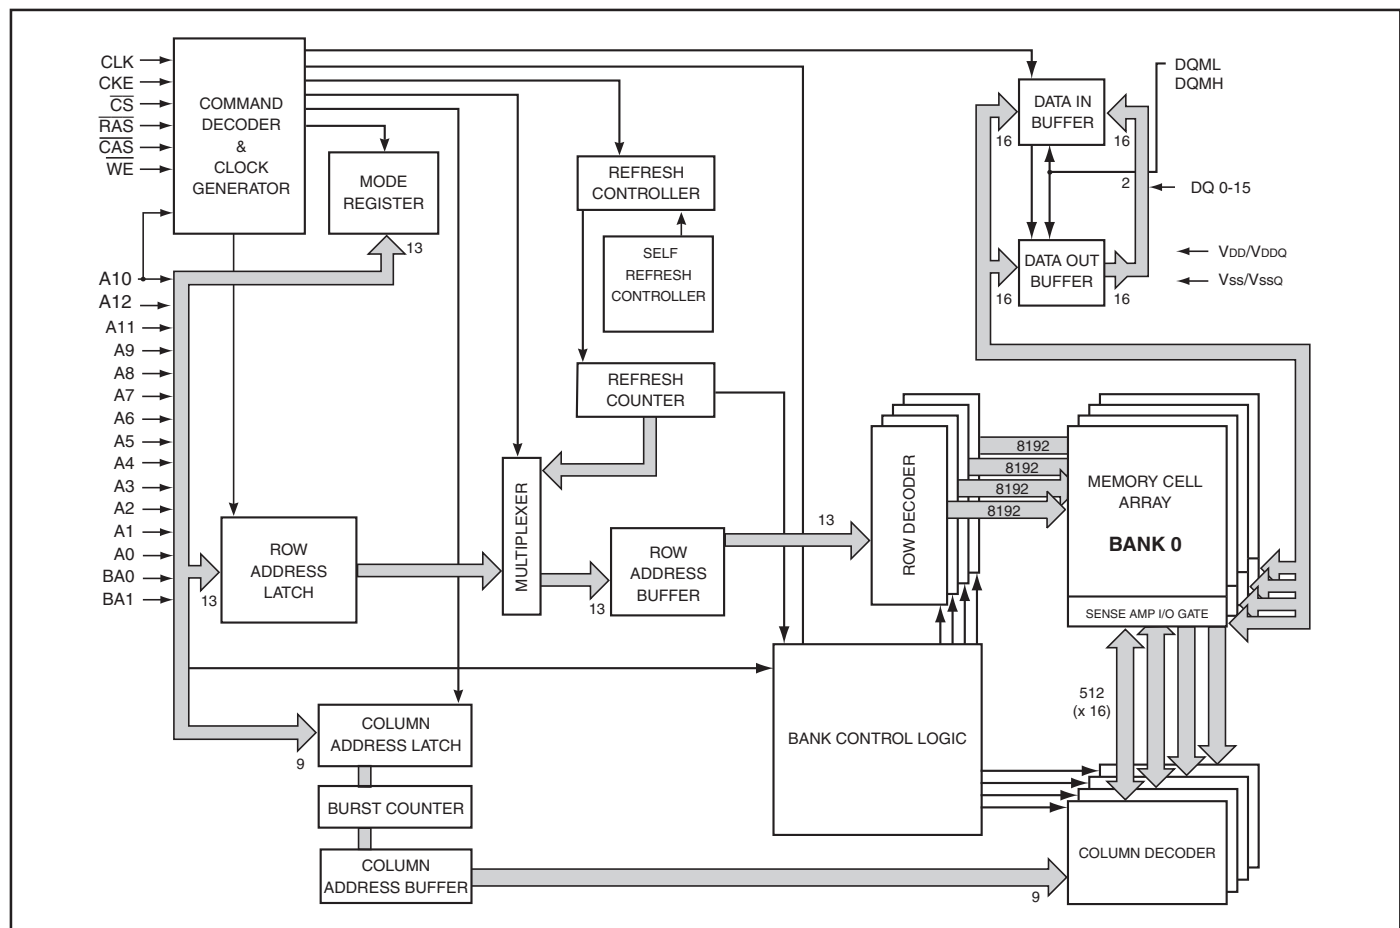 CLK
CKE
CS
RAS
CAS
WE
COMMAND
DECODER
&
CLOCK
GENERATOR
MODE
REGISTER
13
REFRESH
CONTROLLER
SELF
REFRESH
CONTROLLER
REFRESH
COUNTER
DATA IN
BUFFER
16
16
DQML
DQMH
2
DQ 0-15
DATA OUT
BUFFER
16
16
VDD/VDDQ
Vss/VssQ
A10
A12
A11
A9
A8
A7
A6
A5
A4
A3
A2
A1
A0
BA0
BA1
13
ROW
ADDRESS
LATCH
MULTIPLEXER
13
ROW
ADDRESS
BUFFER
13
ROW DECODER
8192
8192
8192
8192
MEMORY CELL
ARRAY
BANK 0
SENSE AMP I/O GATE
512
(x 16)
BANK CONTROL LOGIC
9
COLUMN
ADDRESS LATCH
BURST COUNTER
COLUMN
ADDRESS BUFFER
9
COLUMN DECODER